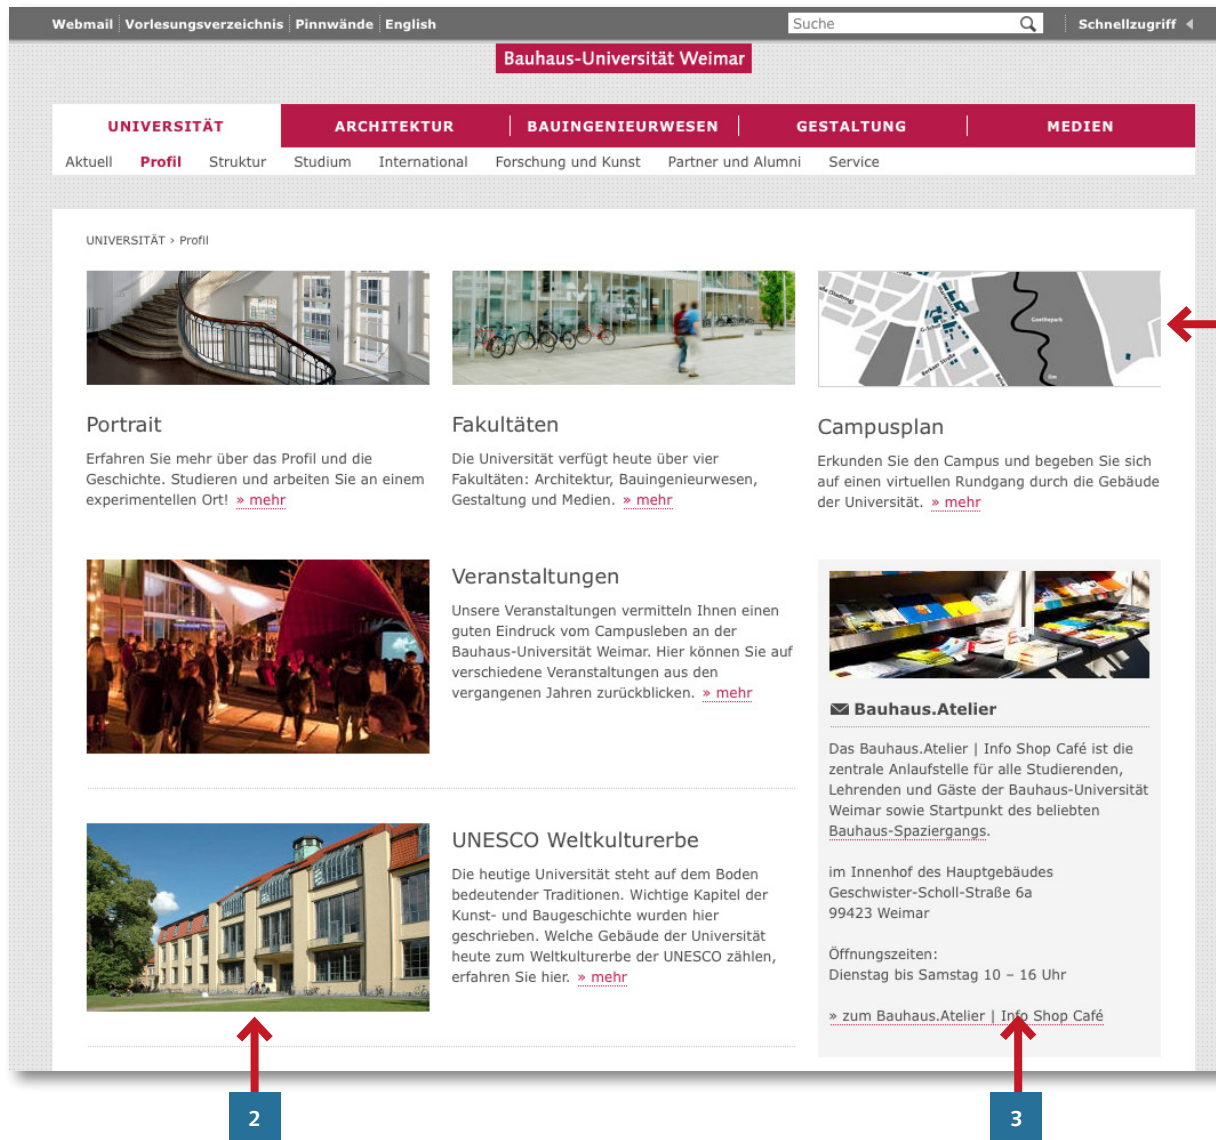 Webmail Vorlesungsverzeichnis Pinnwände English
Suche
Schnellzugriff
Bauhaus-Universität Weimar
UNIVERSITÄT ARCHITEKTUR BAUINGENIEURWESEN GESTALTUNG MEDIEN
Aktuell Profil Struktur Studium International Forschung und Kunst Partner und Alumni Service
UNIVERSITÄT › Profil
Goethepark
Ilm
Berkaer Straße
Portrait
Erfahren Sie mehr über das Profil und die
Geschichte. Studieren und arbeiten Sie an einem
experimentellen Ort! » mehr
Fakultäten
Die Universität verfügt heute über vier
Fakultäten: Architektur, Bauingenieurwesen,
Gestaltung und Medien. » mehr
Campusplan
Erkunden Sie den Campus und begeben Sie sich
auf einen virtuellen Rundgang durch die Gebäude
der Universität. » mehr
Veranstaltungen
Unsere Veranstaltungen vermitteln Ihnen einen
guten Eindruck vom Campusleben an der
Bauhaus-Universität Weimar. Hier können Sie auf
verschiedene Veranstaltungen aus den
vergangenen Jahren zurückblicken. » mehr
UNESCO Weltkulturerbe
Die heutige Universität steht auf dem Boden
bedeutender Traditionen. Wichtige Kapitel der
Kunst- und Baugeschichte wurden hier
geschrieben. Welche Gebäude der Universität
heute zum Weltkulturerbe der UNESCO zählen,
erfahren Sie hier. » mehr
Bauhaus.Atelier
Das Bauhaus.Atelier | Info Shop Café ist die
zentrale Anlaufstelle für alle Studierenden,
Lehrenden und Gäste der Bauhaus-Universität
Weimar sowie Startpunkt des beliebten
Bauhaus-Spaziergangs.
im Innenhof des Hauptgebäudes
Geschwister-Scholl-Straße 6a
99423 Weimar
Öffnungszeiten:
Dienstag bis Samstag 10 – 16 Uhr
» zum Bauhaus.Atelier | Info Shop Café
2
3